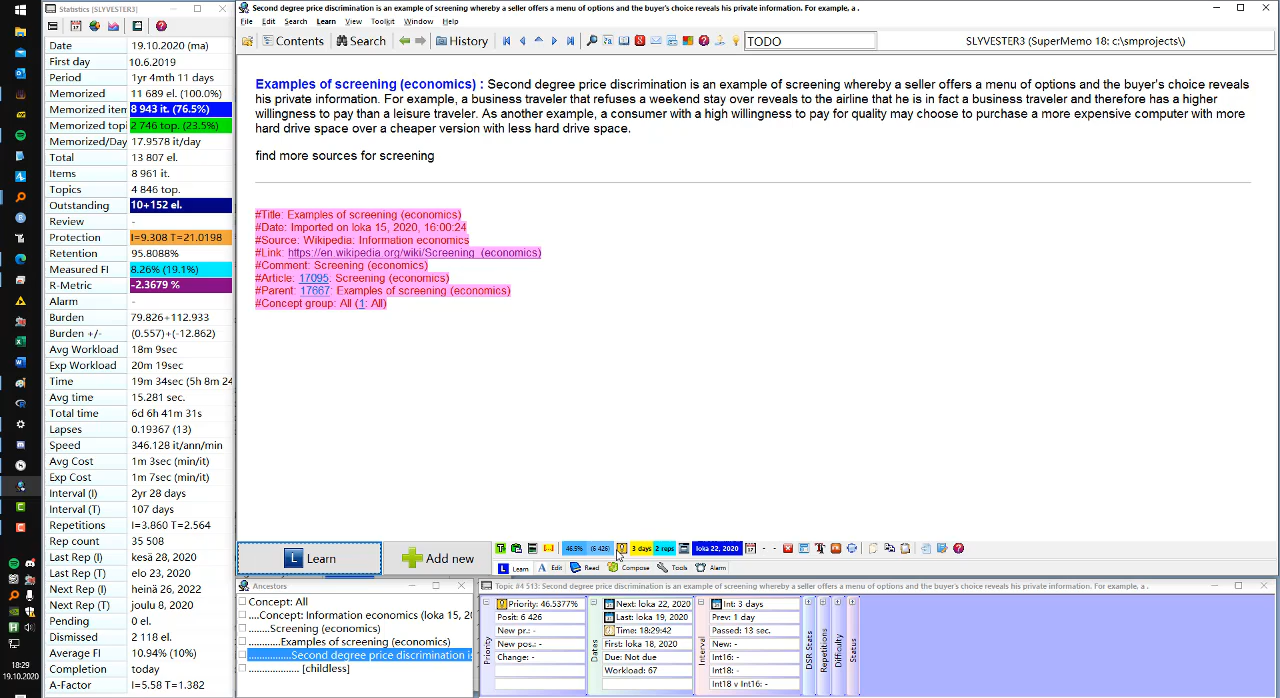 Statistics [SLYVESTER3]
Date 19.10.2020 (ma)
First day 10.6.2019
Period 1yr 4mth 11 days
Memorized 11 689 el. (100.0%)
Memorized item 8 943 it. (76.5%)
Memorized topi 2 746 top. (23.5%)
Memorized/Day 17.9578 it/day
Total 13 807 el.
Items 8 961 it.
Topics 4 846 top.
Outstanding 10+152 el.
Review -
Protection I=9.308 T=21.0198
Retention 95.8088%
Measured FI 8.26% (19.1%)
R-Metric -2.3679 %
Alarm -
Burden 79.826+112.933
Burden +/- (0.557)+(-12.862)
Avg Workload 18m 9sec
Exp Workload 20m 19sec
Time 19m 34sec (5h 8m 24
Avg time 15.281 sec.
Total time 6d 6h 41m 31s
Lapses 0.19367 (13)
Speed 346.128 it/ann/min
Avg Cost 1m 3sec (min/it)
Exp Cost 1m 7sec (min/it)
Interval (I) 2yr 28 days
Interval (T) 107 days
Repetitions I=3.860 T=2.564
Rep count 35 508
Last Rep (I) kesä 28, 202
Last Rep (T) elo 23, 2020
Next Rep (I) heinä 26, 2022
Next Rep (T) joulu 8, 2020
Pending 0 el.
Dismissed 2 118 el.
Average FI 10.94% (10%)
Completion today
A-Factor I=5.58 T=1.382
18:29
19.10.2020
Second degree price discrimination is an example of screening whereby a seller offers a menu of options and the buyer's choice reveals his private information. For example, a .
File Edit Search Learn View Toolkit Window Help
Contents Search History TODO SLYVESTER3 (SuperMemo 18: c:\smprojects\)
Examples of screening (economics) : Second degree price discrimination is an example of screening whereby a seller offers a menu of options and the buyer's choice reveals
his private information. For example, a business traveler that refuses a weekend stay over reveals to the airline that he is in fact a business traveler and therefore has a higher
willingness to pay than a leisure traveler. As another example, a consumer with a high willingness to pay for quality may choose to purchase a more expensive computer with more
hard drive space over a cheaper version with less hard drive space.
find more sources for screening
#Title: Examples of screening (economics)
#Date: Imported on loka 15, 2020, 16:00:24
#Source: Wikipedia: Information economics
#Link: https://en.wikipedia.org/wiki/Screening_(economics)
#Comment: Screening (economics)
#Article: 17095: Screening (economics)
#Parent: 17667: Examples of screening (economics)
#Concept group: All (1: All)
L Learn Add new
46.5% (6 426) 3 days 2 reps loka 22, 2020 - -
L Learn Edit Read Compose Tools Alarm
Ancestors
Concept: All
....Concept: Information economics (loka 15, 20
........Screening (economics)
............Examples of screening (economics)
................Second degree price discrimination is
.................... [childless]
Topic #4 513: Second degree price discrimination is an example of screening whereby a seller offers a menu of options and the buyer's choice reveals his private information. For example, a .
Priority
Priority: 46.5377%
Posit: 6 426
New pr.: -
New pos.: -
Change: -
Dates
Next: loka 22, 2020
Last: loka 19, 2020
Time: 18:29:42
First: loka 18, 2020
Due: Not due
Workload: 67
Interval
Int: 3 days
Prev: 1 day
Passed: 13 sec.
New: -
Int16: -
Int18: -
Int18 v Int16: -
DSR Stats
Repetitions
Difficulty
Status